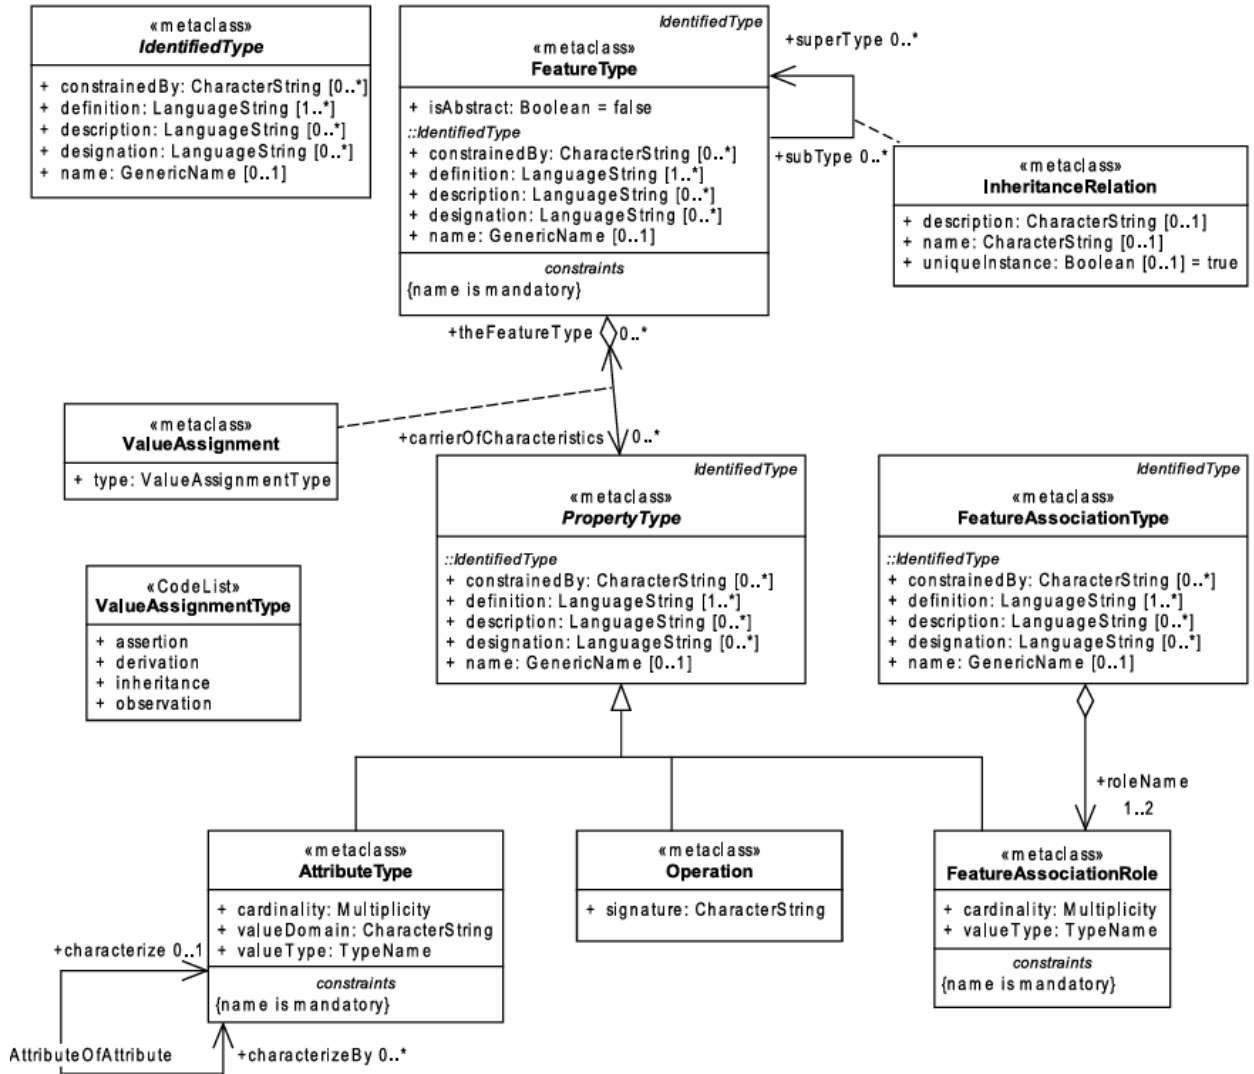 «metaclass»
IdentifiedType
+ constrainedBy: CharacterString [0..*]
+ definition: LanguageString [1..*]
+ description: LanguageString [0..*]
+ designation: LanguageString [0..*]
+ name: GenericName [0..1]
IdentifiedType
«metaclass»
FeatureType
+ isAbstract: Boolean = false
::IdentifiedType
+ constrainedBy: CharacterString [0..*]
+ definition: LanguageString [1..*]
+ description: LanguageString [0..*]
+ designation: LanguageString [0..*]
+ name: GenericName [0..1]
constraints
{name is mandatory}
+superType 0..*
+subType 0..*
«metaclass»
InheritanceRelation
+ description: CharacterString [0..1]
+ name: CharacterString [0..1]
+ uniqueInstance: Boolean [0..1] = true
+theFeatureType 0..*
«metaclass»
ValueAssignment
+ type: ValueAssignmentType
+carrierOfCharacteristics 0..*
IdentifiedType
«metaclass»
PropertyType
::IdentifiedType
+ constrainedBy: CharacterString [0..*]
+ definition: LanguageString [1..*]
+ description: LanguageString [0..*]
+ designation: LanguageString [0..*]
+ name: GenericName [0..1]
IdentifiedType
«metaclass»
FeatureAssociationType
::IdentifiedType
+ constrainedBy: CharacterString [0..*]
+ definition: LanguageString [1..*]
+ description: LanguageString [0..*]
+ designation: LanguageString [0..*]
+ name: GenericName [0..1]
«CodeList»
ValueAssignmentType
+ assertion
+ derivation
+ inheritance
+ observation
+roleName
1..2
«metaclass»
AttributeType
+ cardinality: Multiplicity
+ valueDomain: CharacterString
+ valueType: TypeName
constraints
{name is mandatory}
«metaclass»
Operation
+ signature: CharacterString
«metaclass»
FeatureAssociationRole
+ cardinality: Multiplicity
+ valueType: TypeName
constraints
{name is mandatory}
+characterize 0..1
AttributeOfAttribute
+characterizeBy 0..*